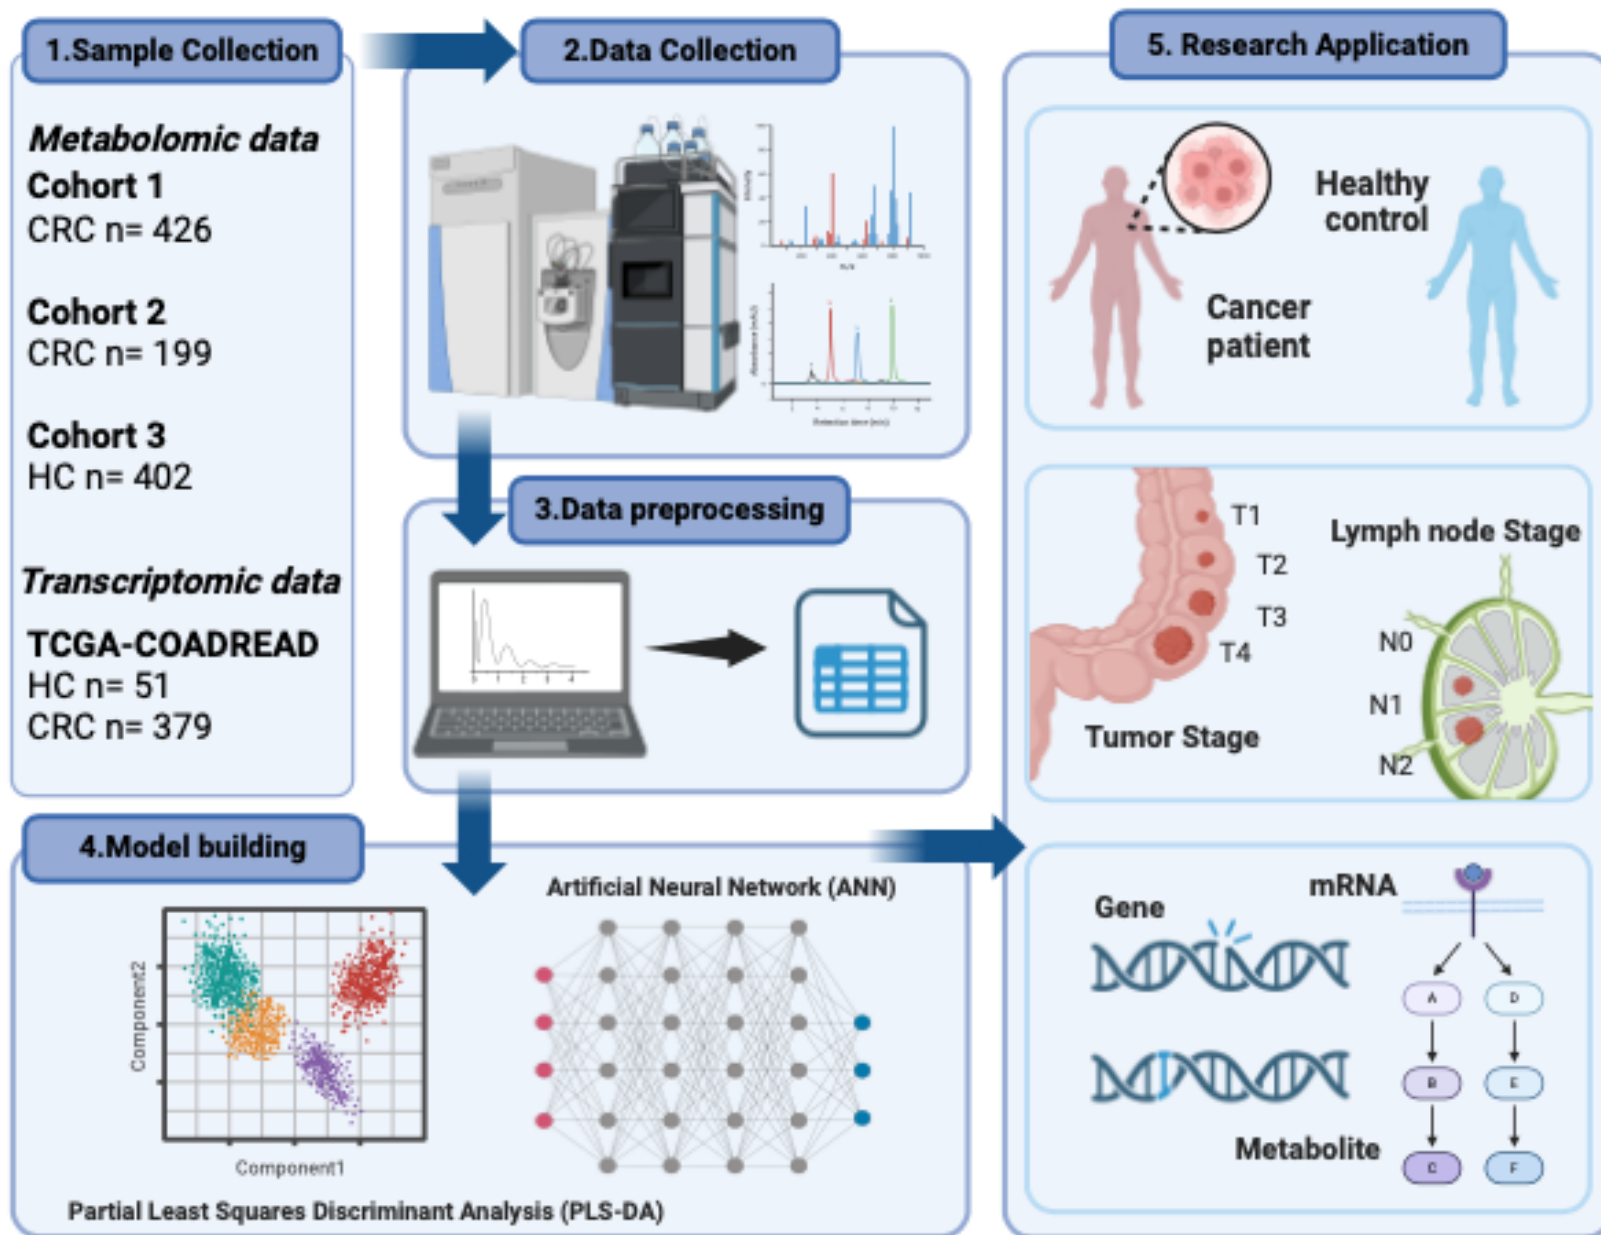 1.Sample Collection
Metabolomic data
Cohort 1
CRC n= 426
Cohort 2
CRC n= 199
Cohort 3
HC n= 402
Transcriptomic data
TCGA-COADREAD
HC n= 51
CRC n= 379
2.Data Collection
3.Data preprocessing
4.Model building
Component2
Component1
Partial Least Squares Discriminant Analysis (PLS-DA)
Artificial Neural Network (ANN)
5. Research Application
Healthy
control
Cancer
patient
T1
T2
T3
T4
Tumor Stage
Lymph node Stage
N0
N1
N2
Gene
mRNA
A
D
B
E
C
F
Metabolite